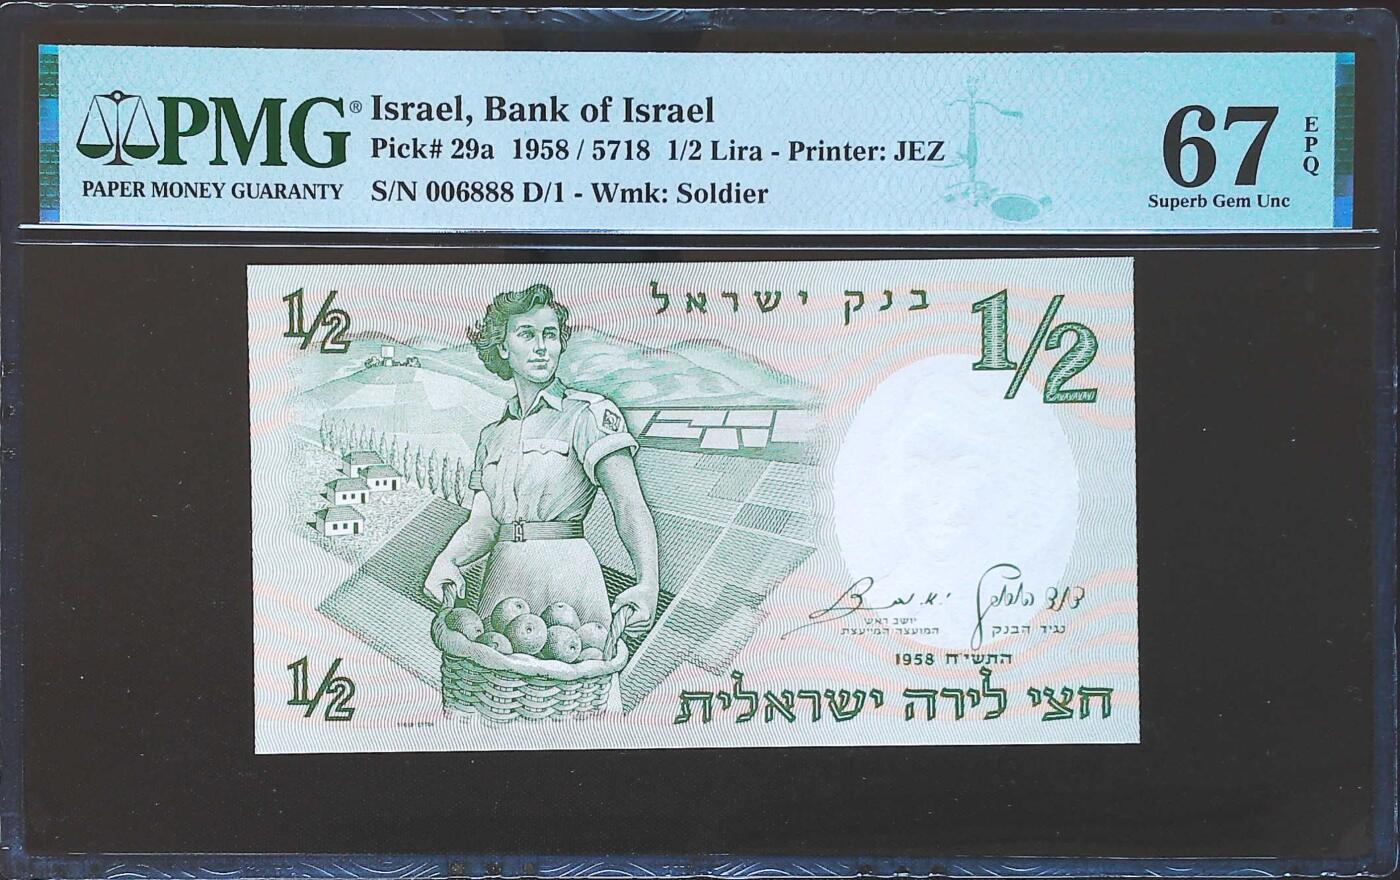 PMG®
PAPER MONEY GUARANTY
Israel, Bank of Israel
Pick# 29a 1958 / 5718 1/2 Lira - Printer: JEZ
S/N 006888 D/1 - Wmk: Soldier
67 EPQ
Superb Gem Unc
1/2
בנק ישראל
1/2
יושב ראש
המועצה המייעצת
נגיד הבנק
התשי"ח 1958
1/2
חצי לירה ישראלית